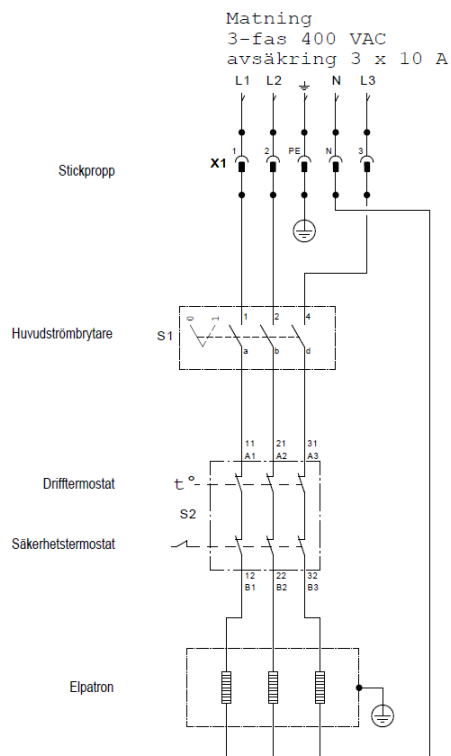 Matning
3-fas 400 VAC
avsäkring 3 x 10 A
L1 L2 N L3
1 2 PE N 3
X1
Stickpropp
0 1 1 2 4
Huvudströmbrytare
S1
a b d
11 21 31
A1 A2 A3
Drifttermostat
t°
S2
Säkerhetstermostat
12 22 32
B1 B2 B3
Elpatron